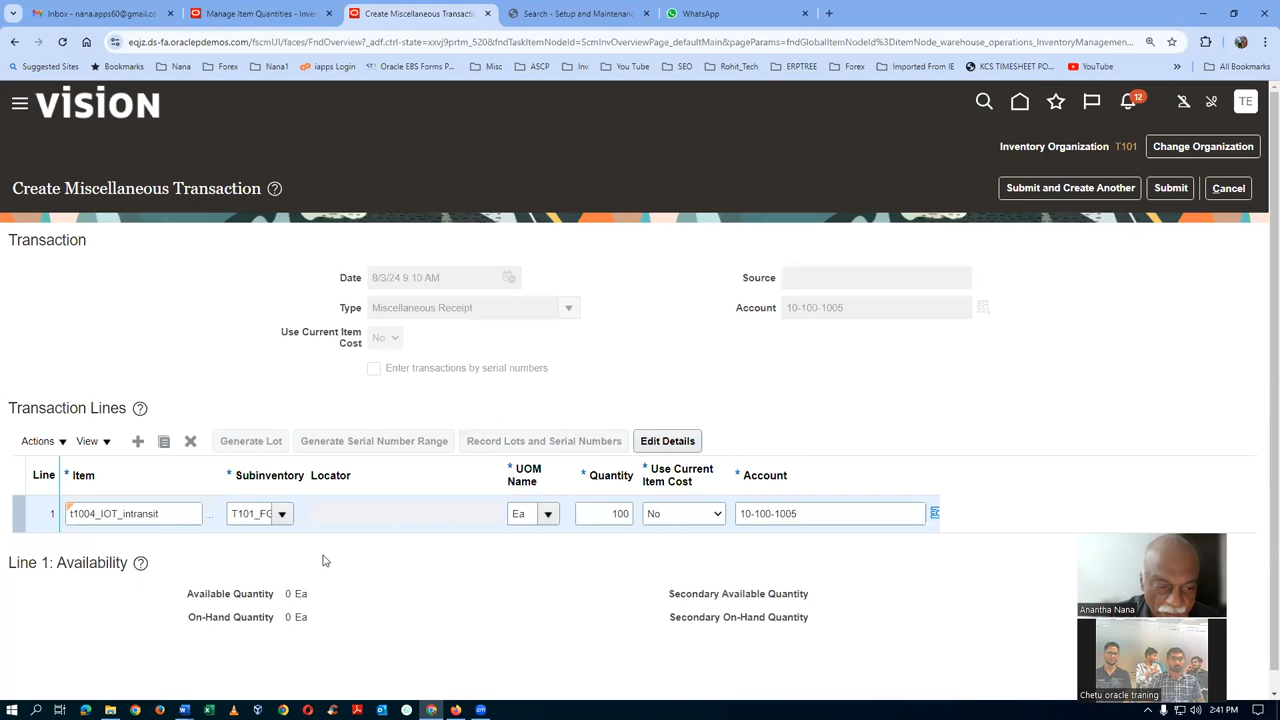 Inbox - nana.apps60@gmail.co
Manage Item Quantities - Inven
Create Miscellaneous Transactio
Search - Setup and Maintenanc
WhatsApp
eqjz.ds-fa.oraclepdemos.com/fscmUI/faces/FndOverview?_adf.ctrl-state=xxvj9prtm_520&fndTaskItemNodeId=ScmInvOverviewPage_defaultMain&pageParams=fndGlobalItemNodeId%3DitemNode_warehouse_operations_InventoryManagemen...
Suggested Sites
Bookmarks
Nana
Forex
Nana1
iapps Login
Oracle EBS Forms P...
Misc
ASCP
Inv
You Tube
SEO
Rohit_Tech
ERPTREE
Forex
Imported From IE
KCS TIMESHEET PO...
YouTube
»
All Bookmarks
VISION
12
TE
Inventory Organization T101
Change Organization
Create Miscellaneous Transaction
Submit and Create Another
Submit
Cancel
Transaction
Date 8/3/24 9:10 AM
Source
Type Miscellaneous Receipt
Account 10-100-1005
Use Current Item
Cost No
Enter transactions by serial numbers
Transaction Lines
Actions
View
Generate Lot
Generate Serial Number Range
Record Lots and Serial Numbers
Edit Details
Line
* Item
* Subinventory
Locator
* UOM
Name
* Quantity
* Use Current
Item Cost
* Account
1
t1004_IOT_intransit
...
T101_FG
Ea
100
No
10-100-1005
Line 1: Availability
Available Quantity 0 Ea
Secondary Available Quantity
On-Hand Quantity 0 Ea
Secondary On-Hand Quantity
Anantha Nana
Chetu oracle traning
2:41 PM